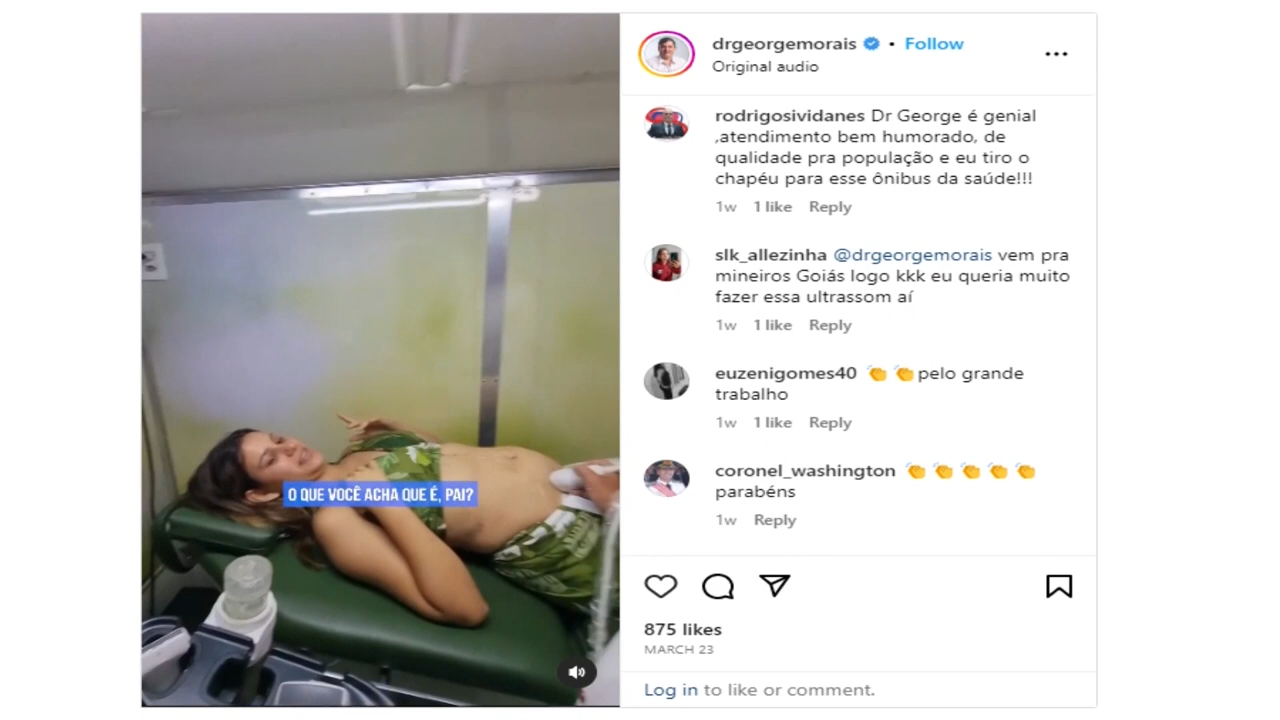 drgeorgemorais • Follow
Original audio
rodrigosividanes Dr George é genial
,atendimento bem humorado, de
qualidade pra população e eu tiro o
chapéu para esse ônibus da saúde!!!
1w 1 like Reply
slk_allezinha @drgeorgemorais vem pra
mineiros Goiás logo kkk eu queria muito
fazer essa ultrassom aí
1w 1 like Reply
euzenigomes40 👏👏pelo grande
trabalho
1w 1 like Reply
coronel_washington 👏👏👏👏👏
parabéns
1w Reply
O QUE VOCÊ ACHA QUE É, PAI?
875 likes
MARCH 23
Log in to like or comment.